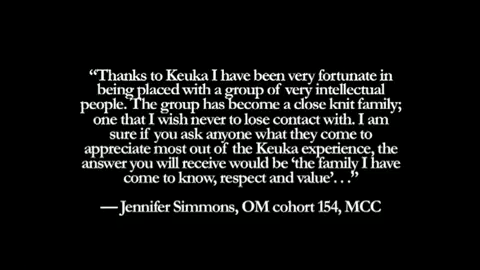 “Thanks to Keuka I have been very fortunate in
being placed with a group of very intellectual
people. The group has become a close knit family;
one that I wish never to lose contact with. I am
sure if you ask anyone what they come to
appreciate most out of the Keuka experience, the
answer you will receive would be ‘the family I have
come to know, respect and value’. . .”
— Jennifer Simmons, OM cohort 154, MCC